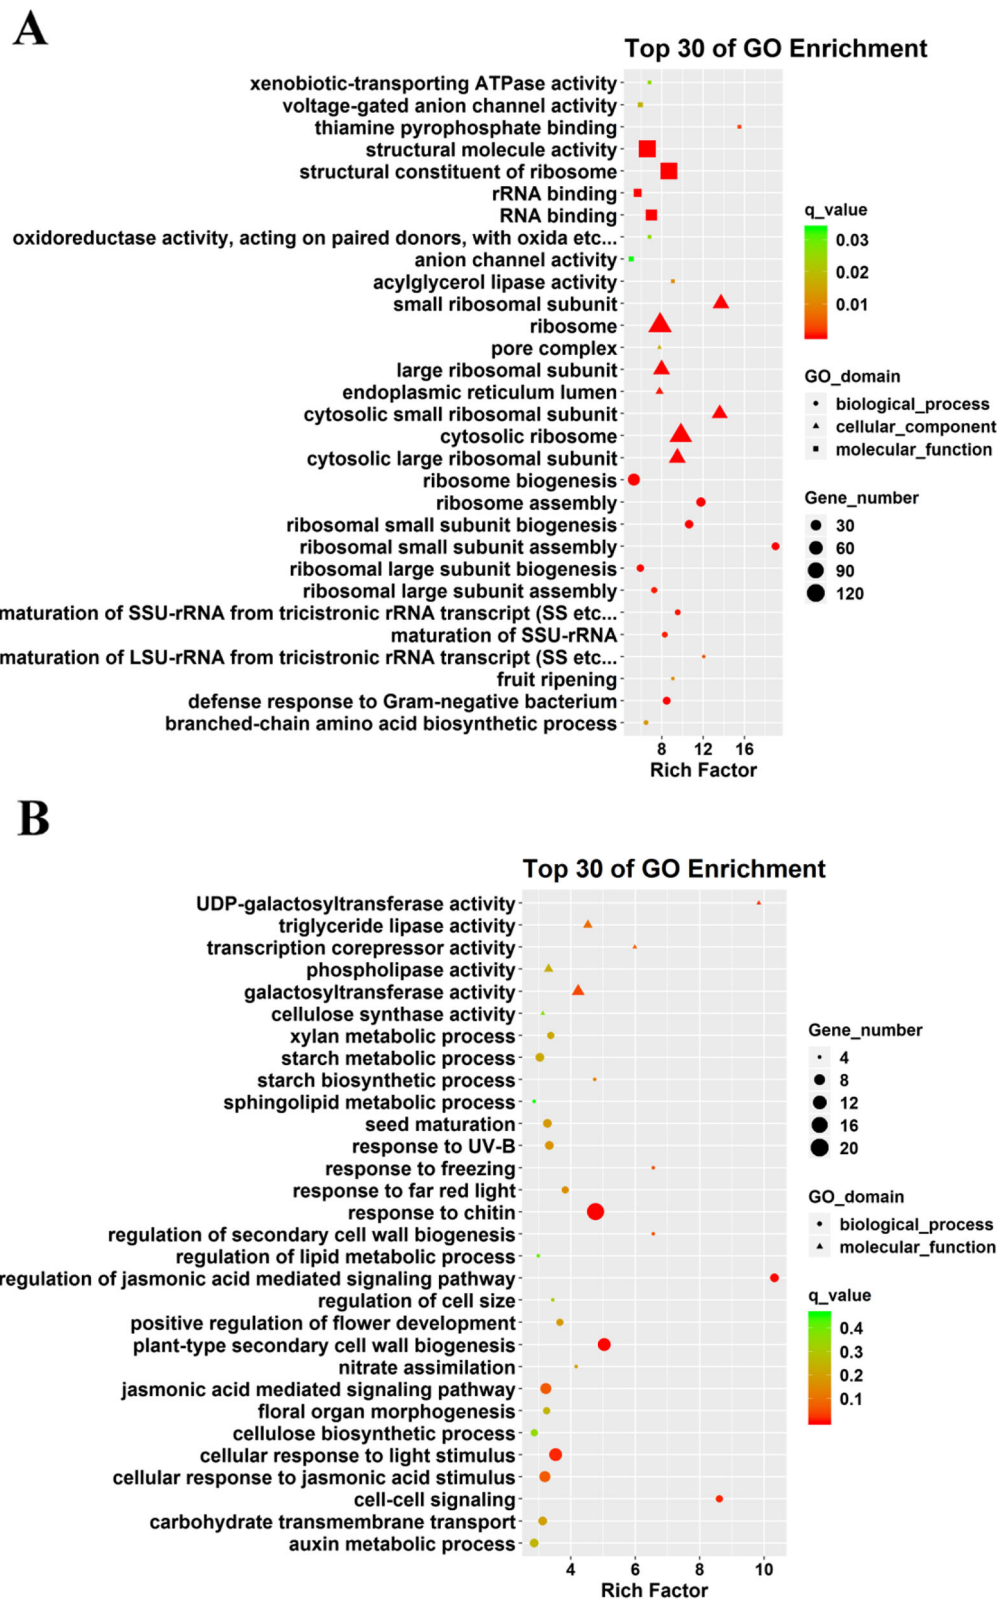 A
Top 30 of GO Enrichment
xenobiotic-transporting ATPase activity
voltage-gated anion channel activity
thiamine pyrophosphate binding
structural molecule activity
structural constituent of ribosome
rRNA binding
RNA binding
oxidoreductase activity, acting on paired donors, with oxida etc...
anion channel activity
acylglycerol lipase activity
small ribosomal subunit
ribosome
pore complex
large ribosomal subunit
endoplasmic reticulum lumen
cytosolic small ribosomal subunit
cytosolic ribosome
cytosolic large ribosomal subunit
ribosome biogenesis
ribosome assembly
ribosomal small subunit biogenesis
ribosomal small subunit assembly
ribosomal large subunit biogenesis
ribosomal large subunit assembly
maturation of SSU-rRNA from tricistronic rRNA transcript (SS etc...
maturation of SSU-rRNA
maturation of LSU-rRNA from tricistronic rRNA transcript (SS etc...
fruit ripening
defense response to Gram-negative bacterium
branched-chain amino acid biosynthetic process
8 12 16
Rich Factor
q_value
0.03
0.02
0.01
GO_domain
biological_process
cellular_component
molecular_function
Gene_number
30
60
90
120
B
Top 30 of GO Enrichment
UDP-galactosyltransferase activity
triglyceride lipase activity
transcription corepressor activity
phospholipase activity
galactosyltransferase activity
cellulose synthase activity
xylan metabolic process
starch metabolic process
starch biosynthetic process
sphingolipid metabolic process
seed maturation
response to UV-B
response to freezing
response to far red light
response to chitin
regulation of secondary cell wall biogenesis
regulation of lipid metabolic process
regulation of jasmonic acid mediated signaling pathway
regulation of cell size
positive regulation of flower development
plant-type secondary cell wall biogenesis
nitrate assimilation
jasmonic acid mediated signaling pathway
floral organ morphogenesis
cellulose biosynthetic process
cellular response to light stimulus
cellular response to jasmonic acid stimulus
cell-cell signaling
carbohydrate transmembrane transport
auxin metabolic process
4 6 8 10
Rich Factor
Gene_number
4
8
12
16
20
GO_domain
biological_process
molecular_function
q_value
0.4
0.3
0.2
0.1